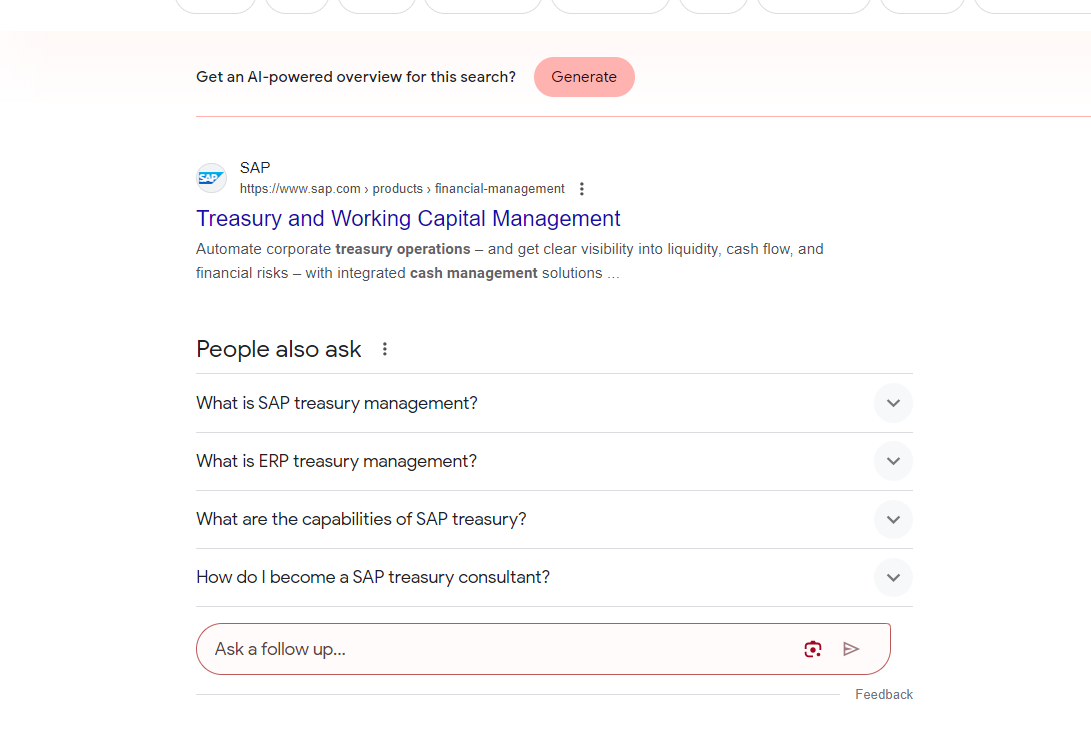 Get an AI-powered overview for this search?
Generate
SAP
SAP
https://www.sap.com › products › financial-management
Treasury and Working Capital Management
Automate corporate treasury operations – and get clear visibility into liquidity, cash flow, and
financial risks – with integrated cash management solutions ...
People also ask
What is SAP treasury management?
What is ERP treasury management?
What are the capabilities of SAP treasury?
How do I become a SAP treasury consultant?
Ask a follow up...
Feedback